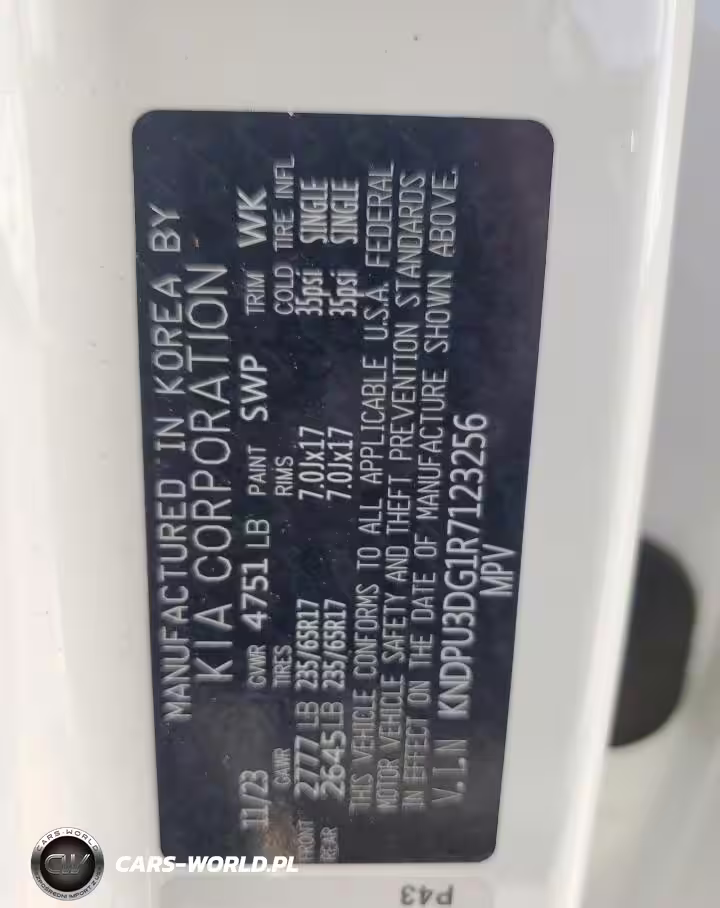 MANUFACTURED IN KOREA BY
KIA CORPORATION
11/23 GVWR 4751 LB PAINT SWP TRIM WK
GAWR TIRES RIMS COLD TIRE INFL
FRONT 2777 LB 235/65R17 7.0Jx17 35psi SINGLE
REAR 2645 LB 235/65R17 7.0Jx17 35psi SINGLE
THIS VEHICLE CONFORMS TO ALL APPLICABLE U.S.A. FEDERAL
MOTOR VEHICLE SAFETY AND THEFT PREVENTION STANDARDS
IN EFFECT ON THE DATE OF MANUFACTURE SHOWN ABOVE.
V.I.N KNDPU3DG1R7123256
MPV
P43
CARS-WORLD
CW
CARS-WORLD.PL